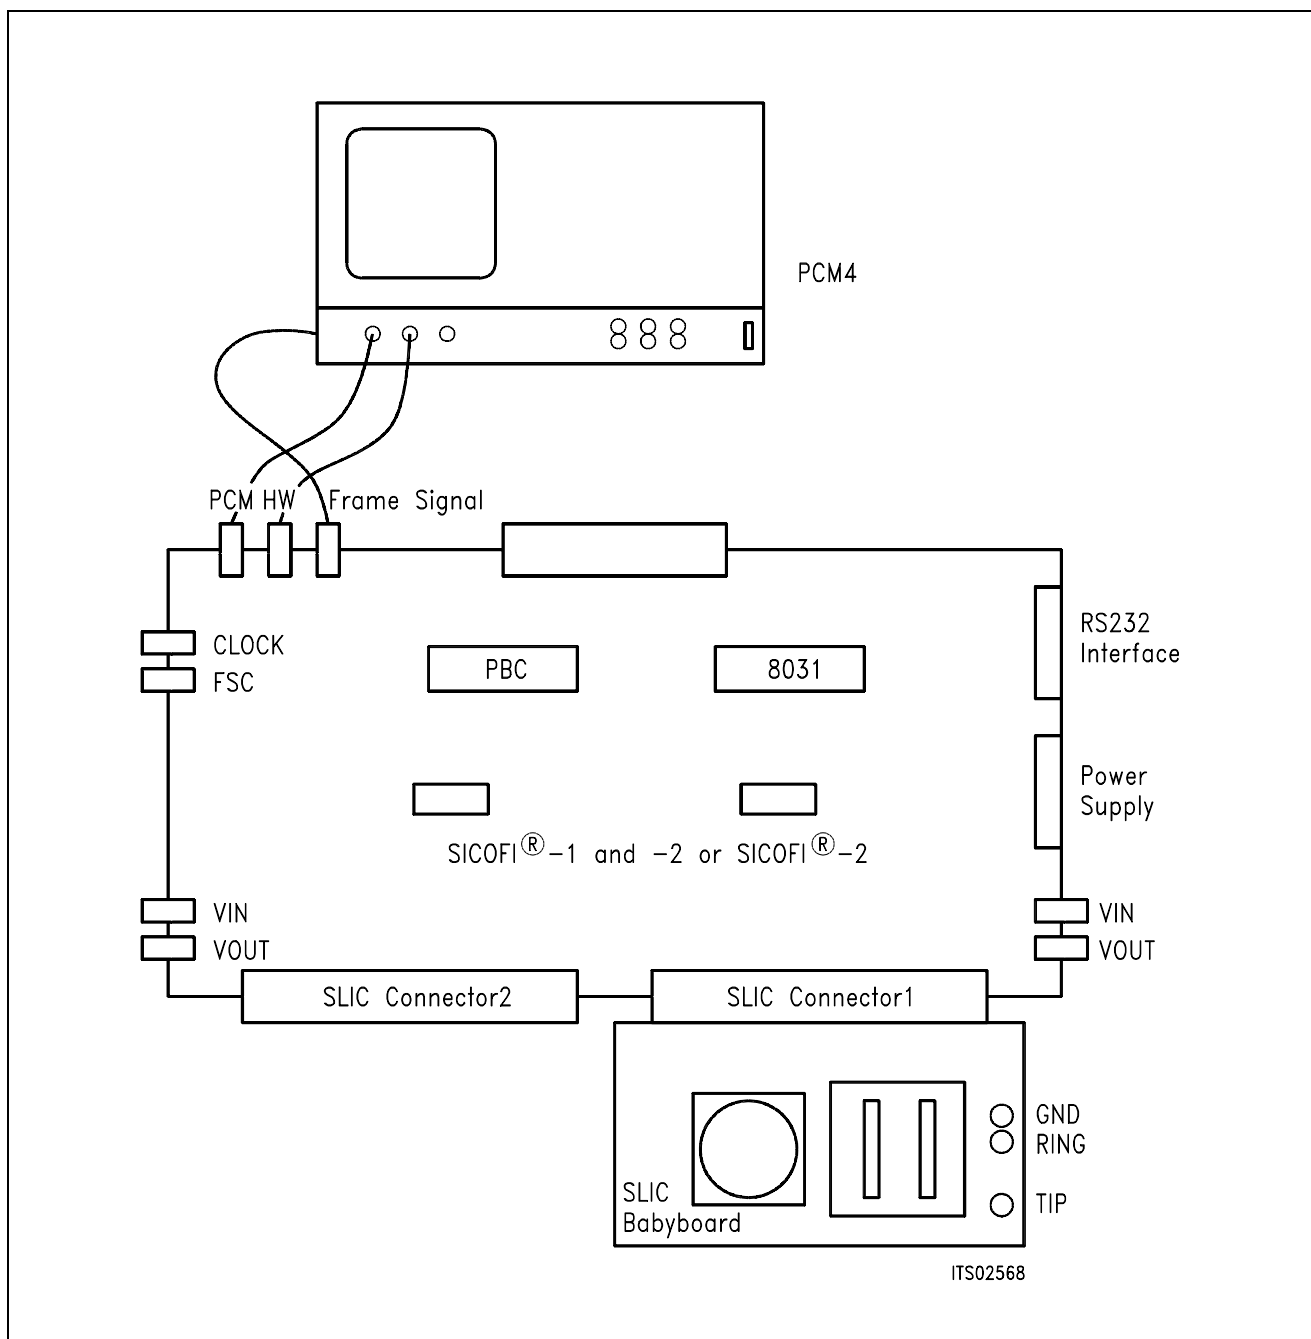 PCM4
PCM HW Frame Signal
CLOCK
FSC
PBC
8031
RS232
Interface
Power
Supply
SICOFI®-1 and -2 or SICOFI®-2
VIN
VOUT
VIN
VOUT
SLIC Connector2
SLIC Connector1
GND
RING
TIP
SLIC
Babyboard
ITS02568